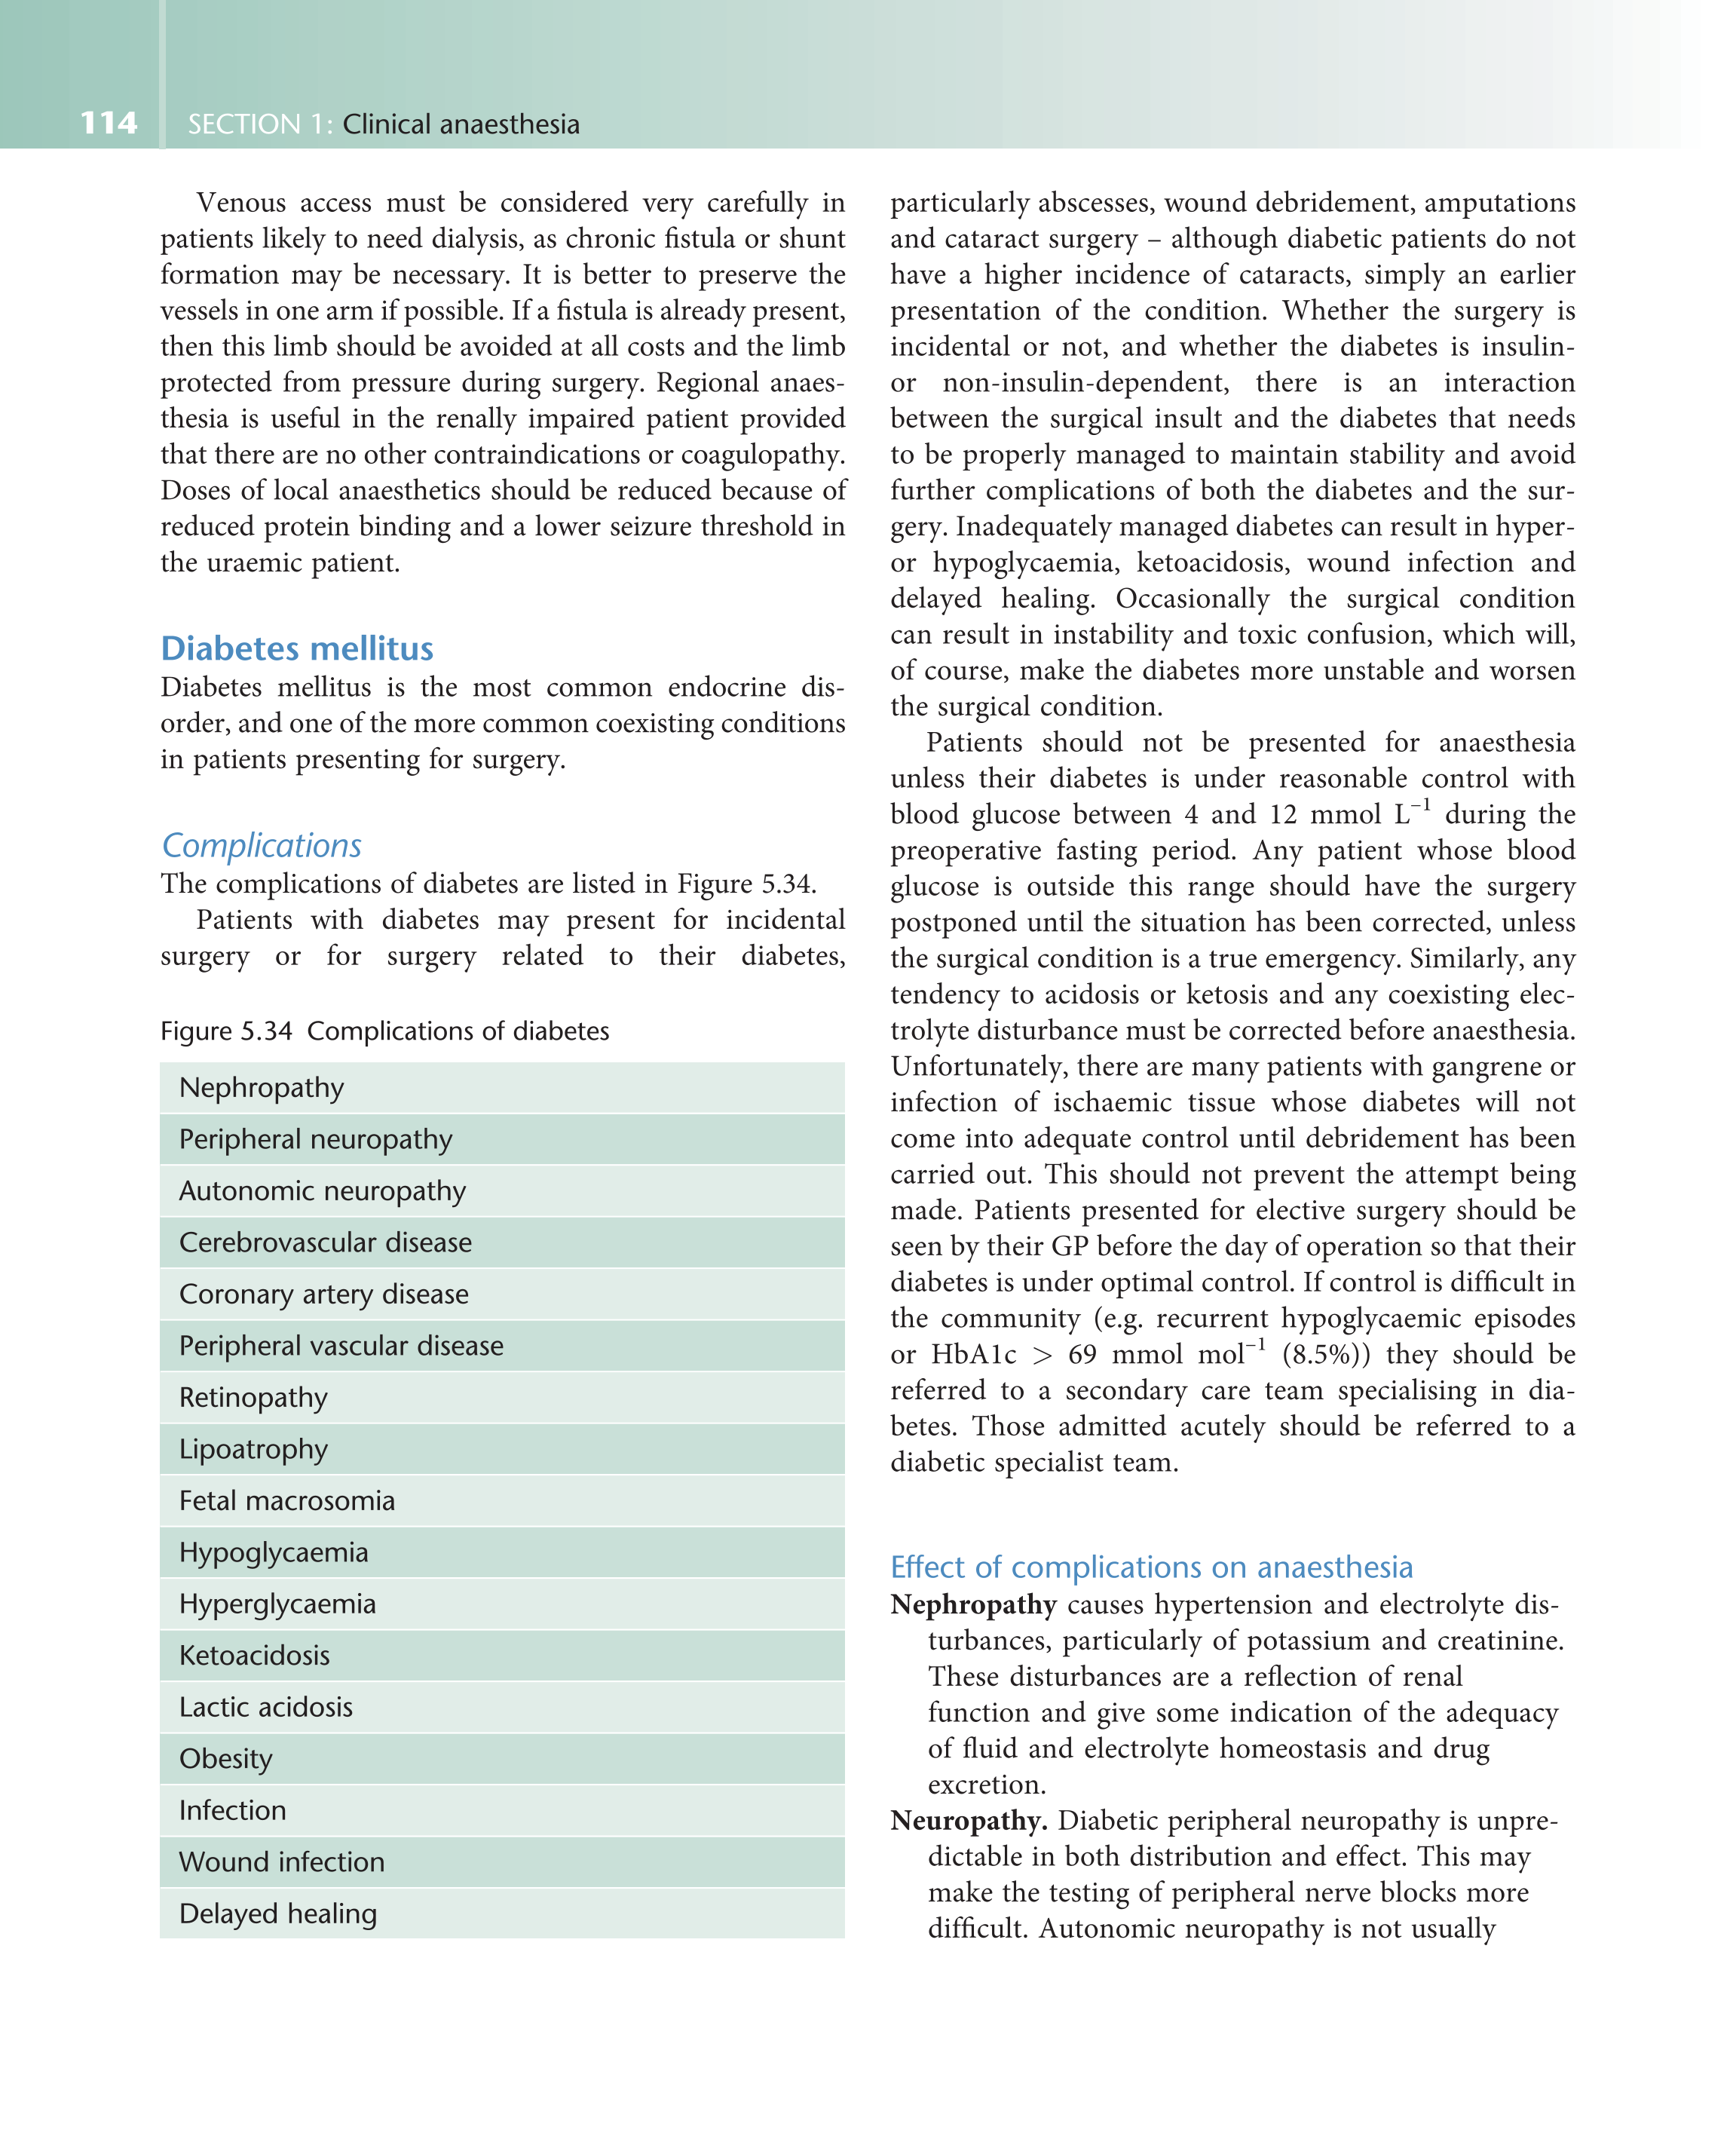 114
SECTION 1: Clinical anaesthesia
Venous access must be considered very carefully in
patients likely to need dialysis, as chronic fistula or shunt
formation may be necessary. It is better to preserve the
vessels in one arm if possible. If a fistula is already present,
then this limb should be avoided at all costs and the limb
protected from pressure during surgery. Regional anaes-
thesia is useful in the renally impaired patient provided
that there are no other contraindications or coagulopathy.
Doses of local anaesthetics should be reduced because of
reduced protein binding and a lower seizure threshold in
the uraemic patient.
Diabetes mellitus
Diabetes mellitus is the most common endocrine dis-
order, and one of the more common coexisting conditions
in patients presenting for surgery.
Complications
The complications of diabetes are listed in Figure 5.34.
Patients with diabetes may present for incidental
surgery or for surgery related to their diabetes,
Figure 5.34 Complications of diabetes
Nephropathy
Peripheral neuropathy
Autonomic neuropathy
Cerebrovascular disease
Coronary artery disease
Peripheral vascular disease
Retinopathy
Lipoatrophy
Fetal macrosomia
Hypoglycaemia
Hyperglycaemia
Ketoacidosis
Lactic acidosis
Obesity
Infection
Wound infection
Delayed healing
particularly abscesses, wound debridement, amputations
and cataract surgery – although diabetic patients do not
have a higher incidence of cataracts, simply an earlier
presentation of the condition. Whether the surgery is
incidental or not, and whether the diabetes is insulin-
or non-insulin-dependent, there is an interaction
between the surgical insult and the diabetes that needs
to be properly managed to maintain stability and avoid
further complications of both the diabetes and the sur-
gery. Inadequately managed diabetes can result in hyper-
or hypoglycaemia, ketoacidosis, wound infection and
delayed healing. Occasionally the surgical condition
can result in instability and toxic confusion, which will,
of course, make the diabetes more unstable and worsen
the surgical condition.
Patients should not be presented for anaesthesia
unless their diabetes is under reasonable control with
blood glucose between 4 and 12 mmol L⁻¹ during the
preoperative fasting period. Any patient whose blood
glucose is outside this range should have the surgery
postponed until the situation has been corrected, unless
the surgical condition is a true emergency. Similarly, any
tendency to acidosis or ketosis and any coexisting elec-
trolyte disturbance must be corrected before anaesthesia.
Unfortunately, there are many patients with gangrene or
infection of ischaemic tissue whose diabetes will not
come into adequate control until debridement has been
carried out. This should not prevent the attempt being
made. Patients presented for elective surgery should be
seen by their GP before the day of operation so that their
diabetes is under optimal control. If control is difficult in
the community (e.g. recurrent hypoglycaemic episodes
or HbA1c > 69 mmol mol⁻¹ (8.5%)) they should be
referred to a secondary care team specialising in dia-
betes. Those admitted acutely should be referred to a
diabetic specialist team.
Effect of complications on anaesthesia
Nephropathy causes hypertension and electrolyte dis-
turbances, particularly of potassium and creatinine.
These disturbances are a reflection of renal
function and give some indication of the adequacy
of fluid and electrolyte homeostasis and drug
excretion.
Neuropathy. Diabetic peripheral neuropathy is unpre-
dictable in both distribution and effect. This may
make the testing of peripheral nerve blocks more
difficult. Autonomic neuropathy is not usually